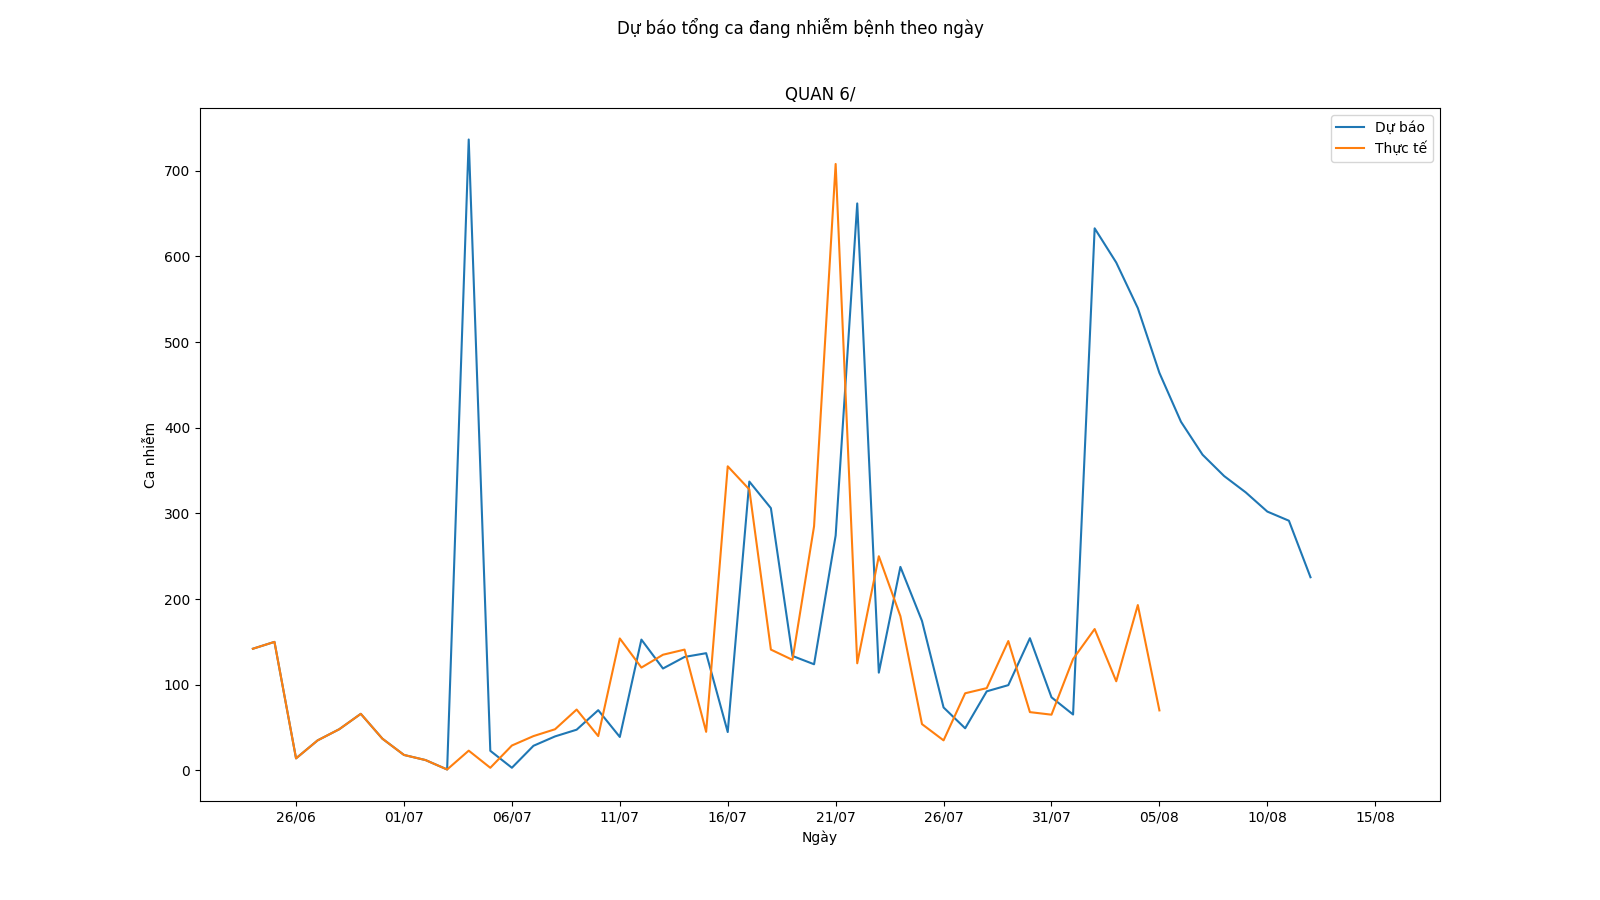 Dự báo tổng ca đang nhiễm bệnh theo ngày
QUAN 6/
Dự báo
Thực tế
700
600
500
400
300
200
100
0
Ca nhiễm
26/06 01/07 06/07 11/07 16/07 21/07 26/07 31/07 05/08 10/08 15/08
Ngày